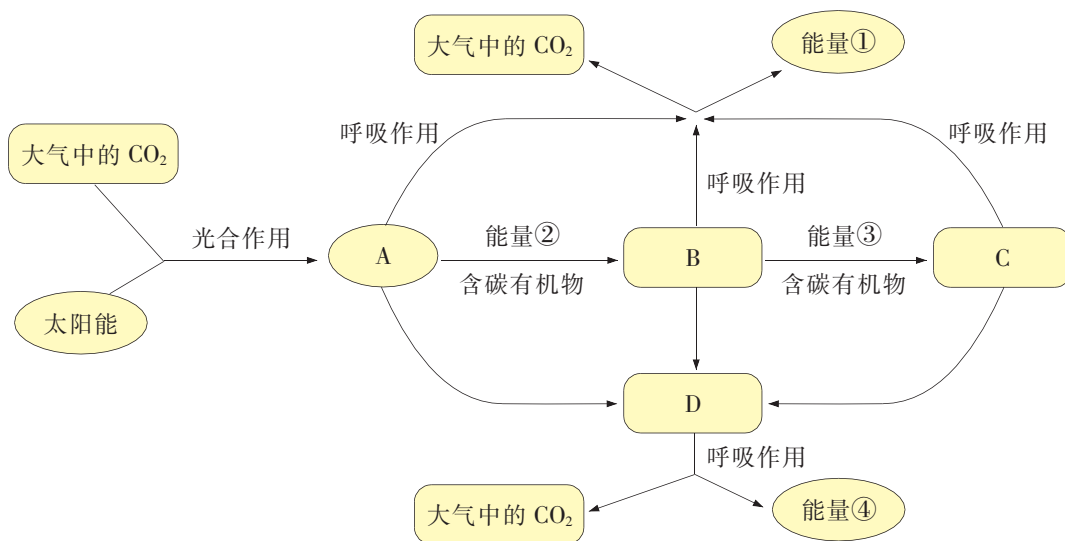 大气中的 CO₂
能量①
呼吸作用
呼吸作用
大气中的 CO₂
呼吸作用
光合作用
A
能量②
含碳有机物
B
能量③
含碳有机物
C
太阳能
D
呼吸作用
大气中的 CO₂
能量④